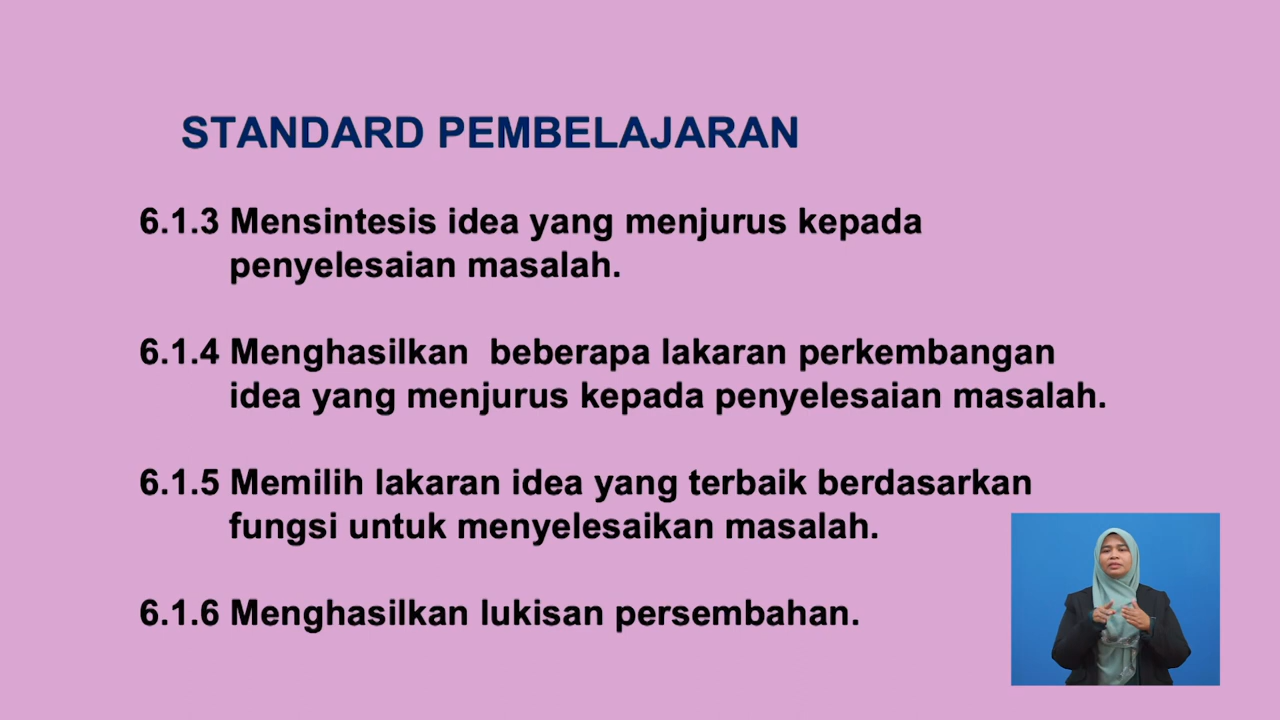 STANDARD PEMBELAJARAN
6.1.3 Mensintesis idea yang menjurus kepada
penyelesaian masalah.
6.1.4 Menghasilkan beberapa lakaran perkembangan
idea yang menjurus kepada penyelesaian masalah.
6.1.5 Memilih lakaran idea yang terbaik berdasarkan
fungsi untuk menyelesaikan masalah.
6.1.6 Menghasilkan lukisan persembahan.